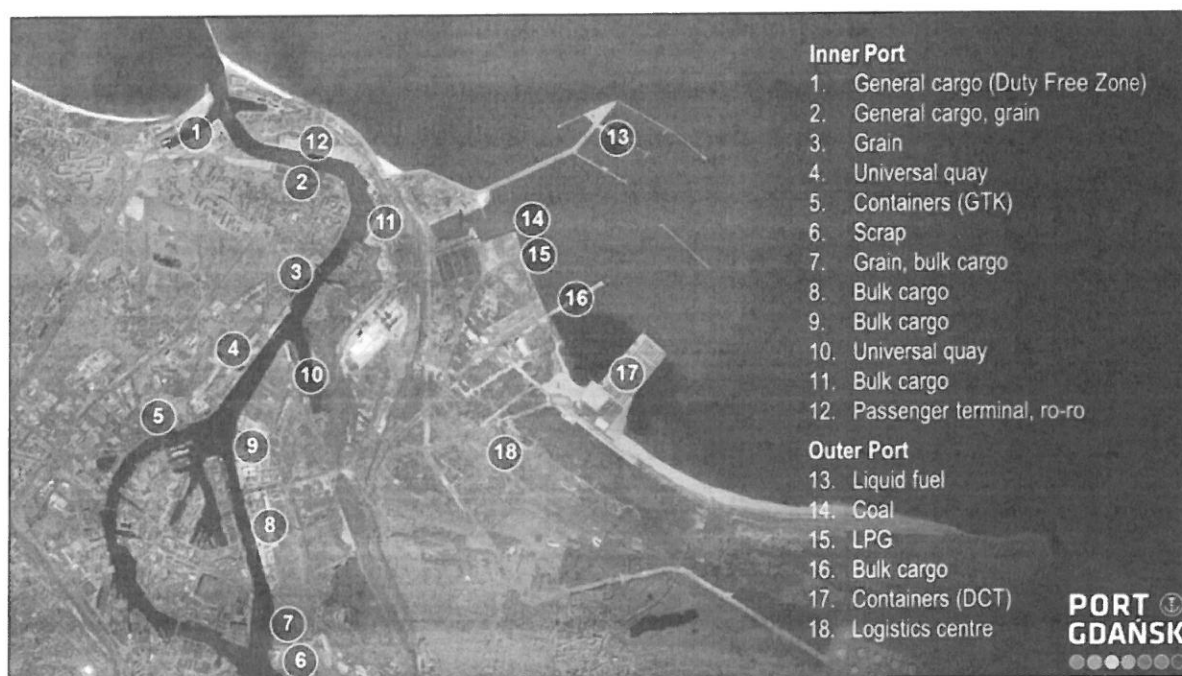 Inner Port
1. General cargo (Duty Free Zone)
2. General cargo, grain
3. Grain
4. Universal quay
5. Containers (GTK)
6. Scrap
7. Grain, bulk cargo
8. Bulk cargo
9. Bulk cargo
10. Universal quay
11. Bulk cargo
12. Passenger terminal, ro-ro
Outer Port
13. Liquid fuel
14. Coal
15. LPG
16. Bulk cargo
17. Containers (DCT)
18. Logistics centre
PORT
GDAŃSK
1
12
13
2
11
14
15
3
16
4
10
17
5
9
18
8
7
6